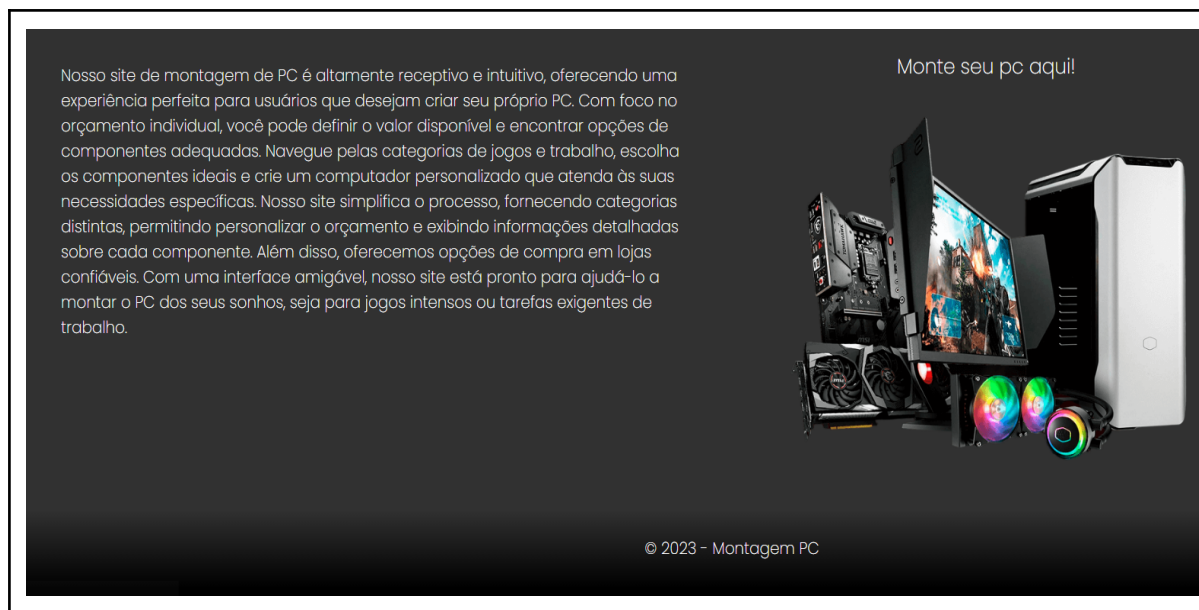 Monte seu pc aqui!
Nosso site de montagem de PC é altamente receptivo e intuitivo, oferecendo uma
experiência perfeita para usuários que desejam criar seu próprio PC. Com foco no
orçamento individual, você pode definir o valor disponível e encontrar opções de
componentes adequadas. Navegue pelas categorias de jogos e trabalho, escolha
os componentes ideais e crie um computador personalizado que atenda às suas
necessidades específicas. Nosso site simplifica o processo, fornecendo categorias
distintas, permitindo personalizar o orçamento e exibindo informações detalhadas
sobre cada componente. Além disso, oferecemos opções de compra em lojas
confiáveis. Com uma interface amigável, nosso site está pronto para ajudá-lo a
montar o PC dos seus sonhos, seja para jogos intensos ou tarefas exigentes de
trabalho.
© 2023 - Montagem PC